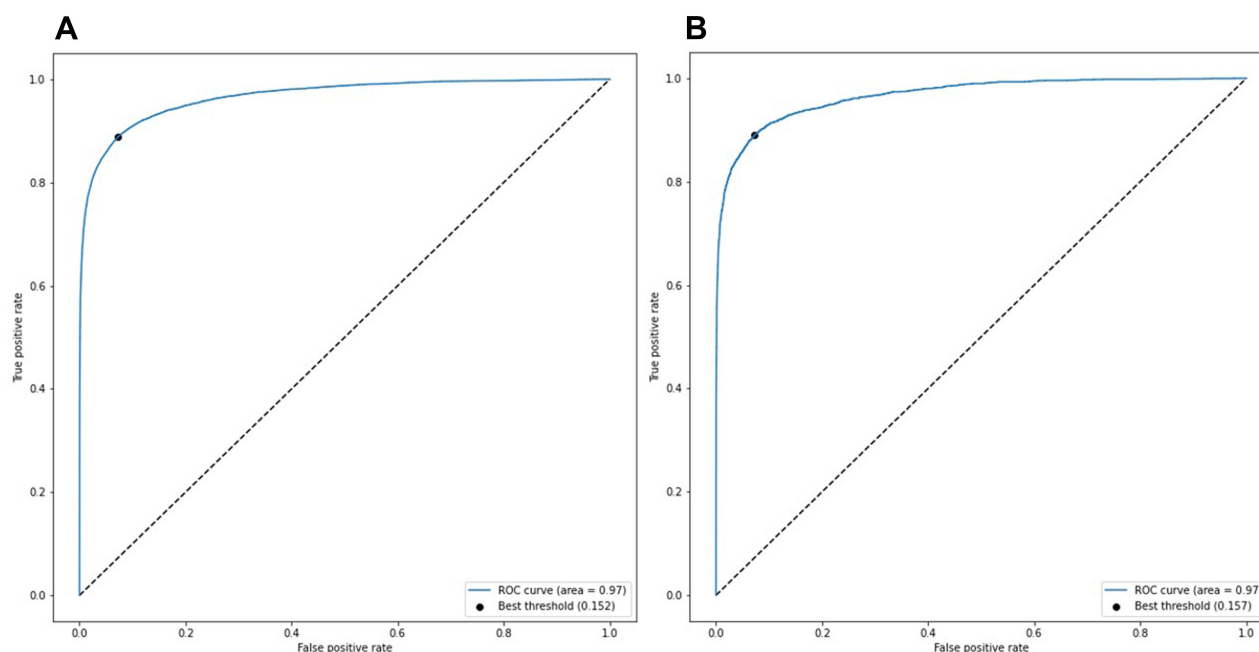 A
1.0
0.8
0.6
0.4
0.2
0.0
True positive rate
0.0 0.2 0.4 0.6 0.8 1.0
False positive rate
ROC curve (area = 0.97)
Best threshold (0.152)
B
1.0
0.8
0.6
0.4
0.2
0.0
True positive rate
0.0 0.2 0.4 0.6 0.8 1.0
False positive rate
ROC curve (area = 0.97
Best threshold (0.157)